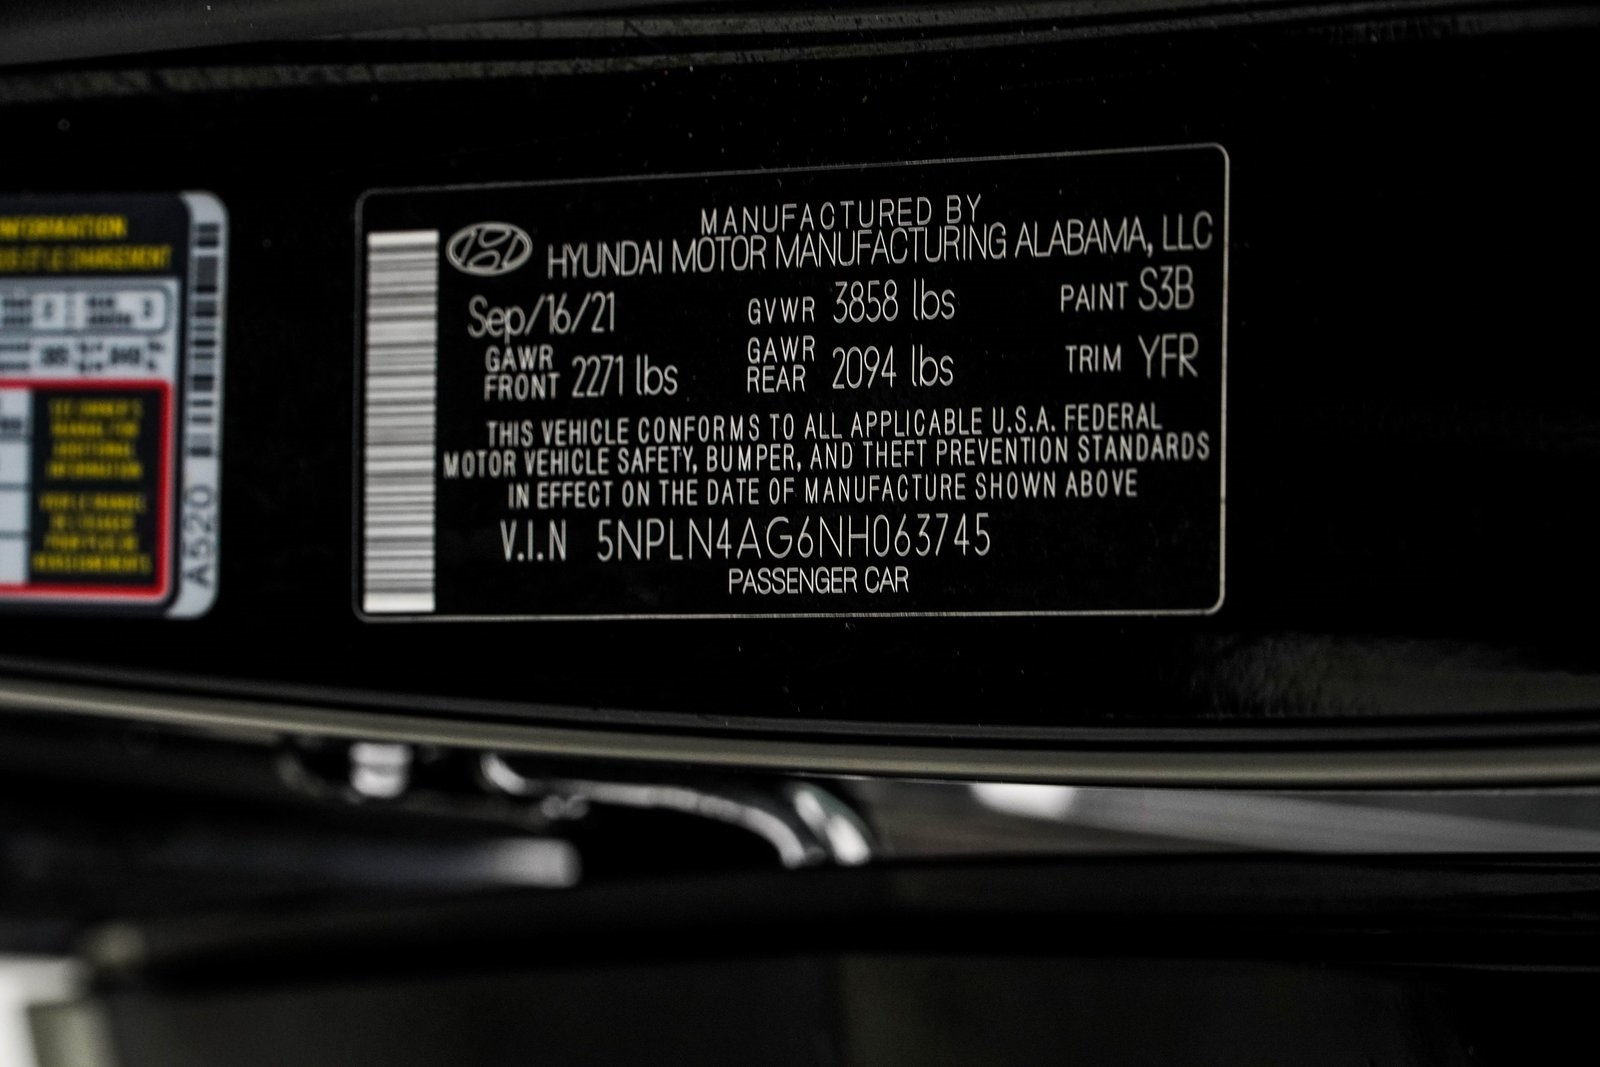 MANUFACTURED BY
HYUNDAI MOTOR MANUFACTURING ALABAMA, LLC
Sep/16/21 GVWR 3858 lbs PAINT S3B
GAWR FRONT 2271 lbs GAWR REAR 2094 lbs TRIM YFR
THIS VEHICLE CONFORMS TO ALL APPLICABLE U.S.A. FEDERAL
MOTOR VEHICLE SAFETY, BUMPER, AND THEFT PREVENTION STANDARDS
IN EFFECT ON THE DATE OF MANUFACTURE SHOWN ABOVE
V.I.N 5NPLN4AG6NH063745
PASSENGER CAR
A520